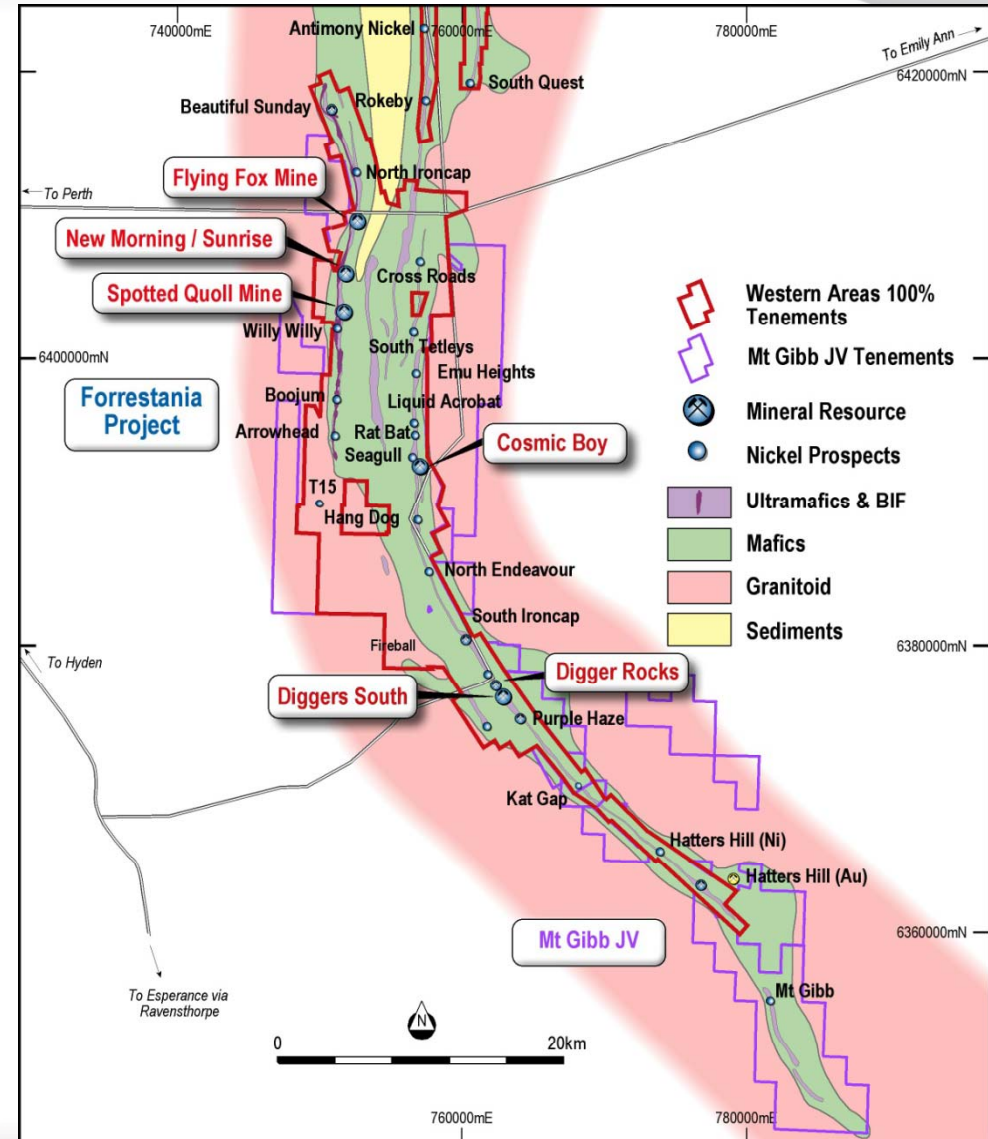 740000mE
760000mE
780000mE
Antimony Nickel
To Emily Ann
6420000mN
South Quest
Rokeby
Beautiful Sunday
North Ironcap
Flying Fox Mine
To Perth
New Morning / Sunrise
Cross Roads
Spotted Quoll Mine
Willy Willy
South Tetleys
6400000mN
Emu Heights
Forrestania
Project
Boojum
Liquid Acrobat
Arrowhead
Rat Bat
Seagull
Cosmic Boy
T15
Hang Dog
North Endeavour
South Ironcap
Fireball
6380000mN
To Hyden
Digger Rocks
Diggers South
Purple Haze
Kat Gap
Hatters Hill (Ni)
Hatters Hill (Au)
Mt Gibb JV
6360000mN
Mt Gibb
To Esperance via
Ravensthorpe
N
0
20km
760000mE
780000mE
Western Areas 100%
Tenements
Mt Gibb JV Tenements
Mineral Resource
Nickel Prospects
Ultramafics & BIF
Mafics
Granitoid
Sediments